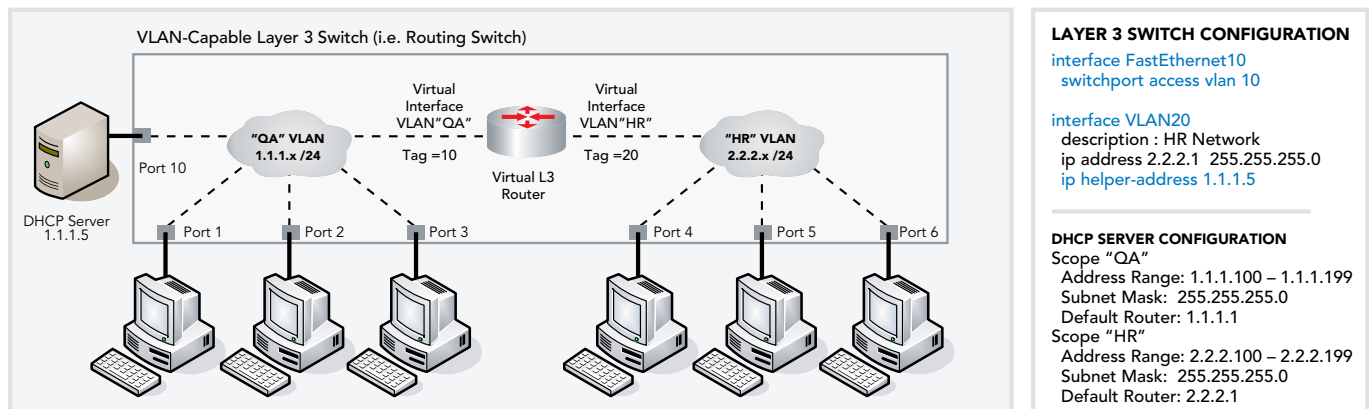 VLAN-Capable Layer 3 Switch (i.e. Routing Switch)
DHCP Server
1.1.1.5
Port 10
"QA" VLAN
1.1.1.x /24
Virtual
Interface
VLAN"QA"
Tag =10
Virtual L3
Router
Virtual
Interface
VLAN"HR"
Tag =20
"HR" VLAN
2.2.2.x /24
Port 1
Port 2
Port 3
Port 4
Port 5
Port 6
LAYER 3 SWITCH CONFIGURATION
interface FastEthernet10
switchport access vlan 10
interface VLAN20
description : HR Network
ip address 2.2.2.1 255.255.255.0
ip helper-address 1.1.1.5
DHCP SERVER CONFIGURATION
Scope "QA"
Address Range: 1.1.1.100 – 1.1.1.199
Subnet Mask: 255.255.255.0
Default Router: 1.1.1.1
Scope "HR"
Address Range: 2.2.2.100 – 2.2.2.199
Subnet Mask: 255.255.255.0
Default Router: 2.2.2.1